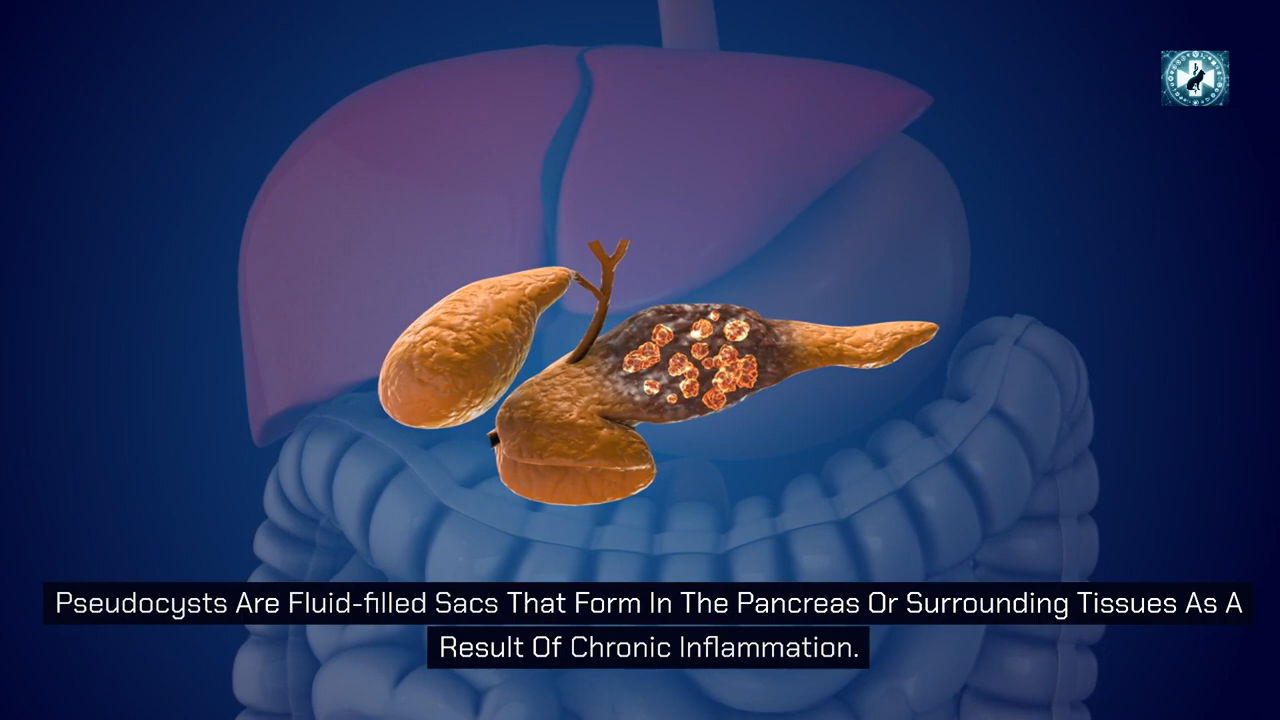 Pseudocysts Are Fluid-filled Sacs That Form In The Pancreas Or Surrounding Tissues As A
Result Of Chronic Inflammation.